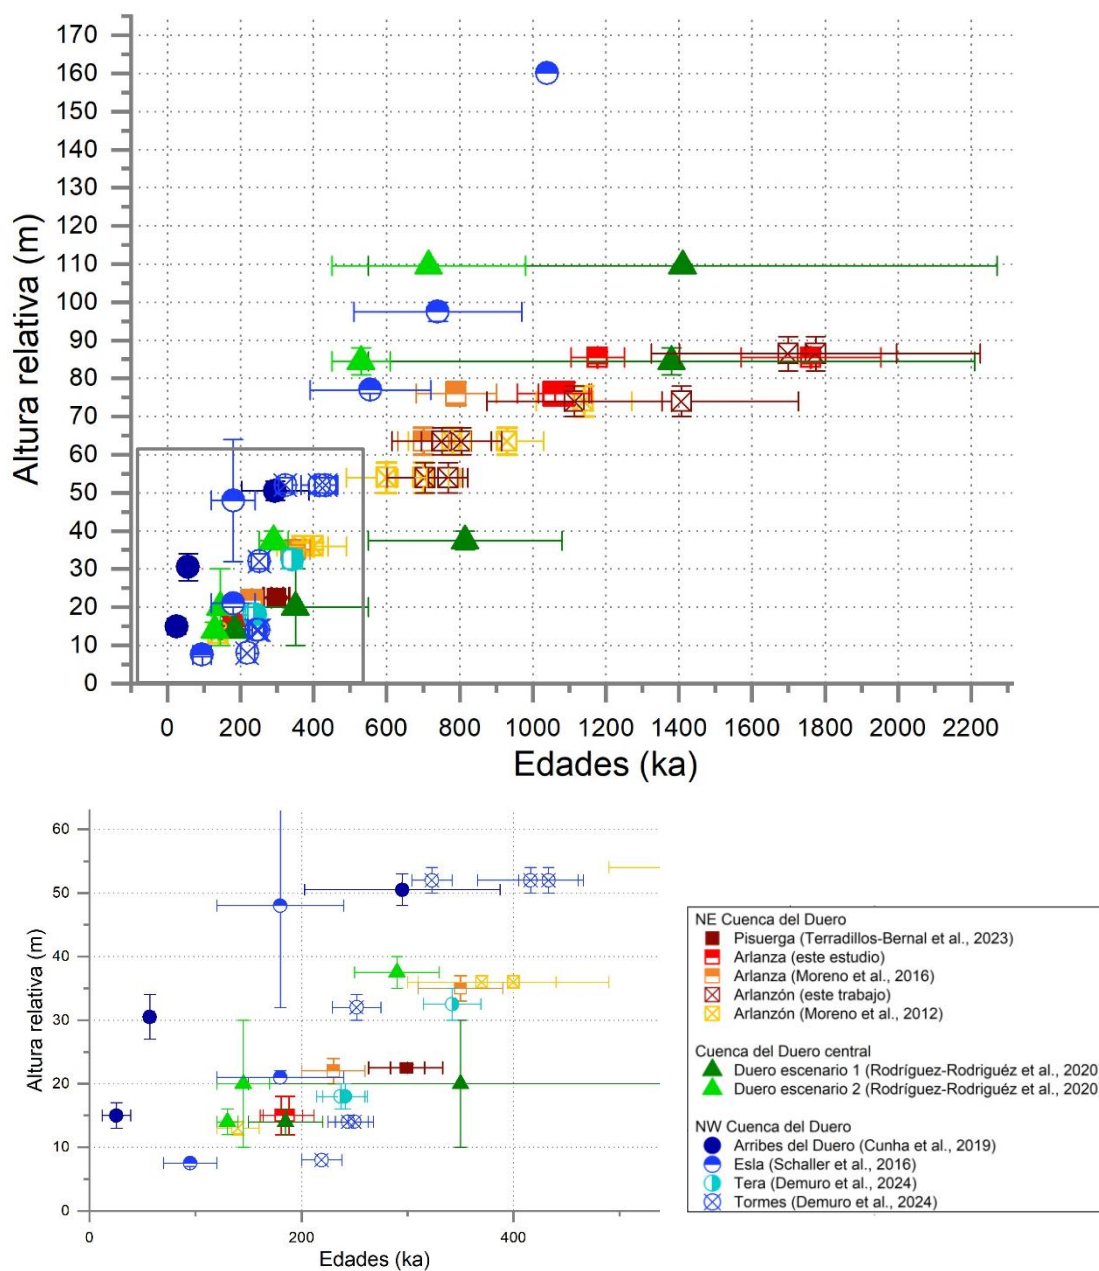 170
160
150
140
130
120
110
100
90
80
70
60
50
40
30
20
10
0
Altura relativa (m)
0 200 400 600 800 1000 1200 1400 1600 1800 2000 2200
Edades (ka)
60
50
40
30
20
10
0
Altura relativa (m)
0 200 400
Edades (ka)
NE Cuenca del Duero
Pisuerga (Terradillos-Bernal et al., 2023)
Arlanza (este estudio)
Arlanza (Moreno et al., 2016)
Arlanzón (este trabajo)
Arlanzón (Moreno et al., 2012)
Cuenca del Duero central
Duero escenario 1 (Rodríguez-Rodriguéz et al., 2020
Duero escenario 2 (Rodríguez-Rodriguéz et al., 2020
NW Cuenca del Duero
Arribes del Duero (Cunha et al., 2019)
Esla (Schaller et al., 2016)
Tera (Demuro et al., 2024)
Tormes (Demuro et al., 2024)